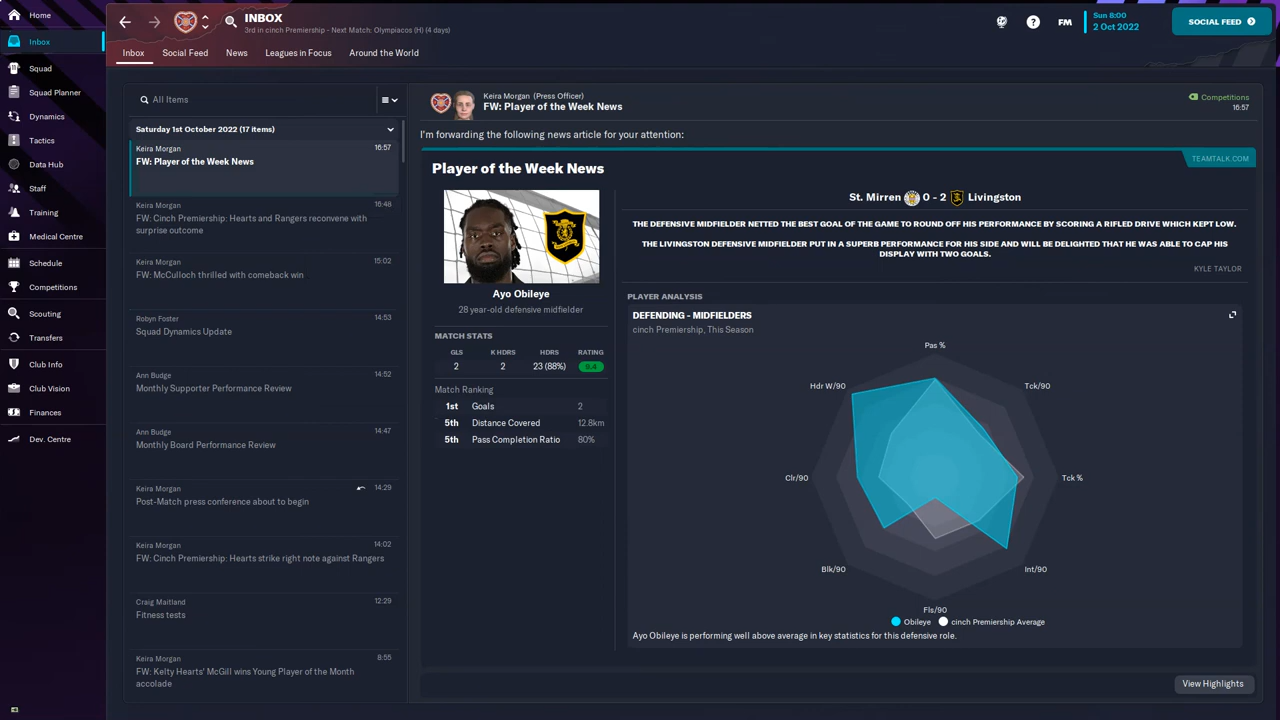 Home
Inbox
Squad
Squad Planner
Dynamics
Tactics
Data Hub
Staff
Training
Medical Centre
Schedule
Competitions
Scouting
Transfers
Club Info
Club Vision
Finances
Dev. Centre
INBOX
3rd in cinch Premiership - Next Match: Olympiacos (H) (4 days)
FM
Sun 8:00
2 Oct 2022
SOCIAL FEED
Inbox Social Feed News Leagues in Focus Around the World
All Items
Saturday 1st October 2022 (17 items)
Keira Morgan 16:57
FW: Player of the Week News
Keira Morgan 16:48
FW: Cinch Premiership: Hearts and Rangers reconvene with
surprise outcome
Keira Morgan 15:02
FW: McCulloch thrilled with comeback win
Robyn Foster 14:53
Squad Dynamics Update
Ann Budge 14:52
Monthly Supporter Performance Review
Ann Budge 14:47
Monthly Board Performance Review
Keira Morgan 14:29
Post-Match press conference about to begin
Keira Morgan 14:02
FW: Cinch Premiership: Hearts strike right note against Rangers
Craig Maitland 12:29
Fitness tests
Keira Morgan 8:55
FW: Kelty Hearts' McGill wins Young Player of the Month
accolade
Keira Morgan (Press Officer)
FW: Player of the Week News
Competitions
16:57
I'm forwarding the following news article for your attention:
TEAMTALK.COM
Player of the Week News
Ayo Obileye
28 year-old defensive midfielder
MATCH STATS
GLS K HDRS HDRS RATING
2 2 23 (88%) 9.4
Match Ranking
1st Goals 2
5th Distance Covered 12.8km
5th Pass Completion Ratio 80%
St. Mirren 0 - 2 Livingston
THE DEFENSIVE MIDFIELDER NETTED THE BEST GOAL OF THE GAME TO ROUND OFF HIS PERFORMANCE BY SCORING A RIFLED DRIVE WHICH KEPT LOW.
THE LIVINGSTON DEFENSIVE MIDFIELDER PUT IN A SUPERB PERFORMANCE FOR HIS SIDE AND WILL BE DELIGHTED THAT HE WAS ABLE TO CAP HIS
DISPLAY WITH TWO GOALS.
KYLE TAYLOR
PLAYER ANALYSIS
DEFENDING - MIDFIELDERS
cinch Premiership, This Season
Pas %
Hdr W/90 Tck/90
Clr/90 Tck %
Blk/90 Int/90
Fls/90
Obileye cinch Premiership Average
Ayo Obileye is performing well above average in key statistics for this defensive role.
View Highlights